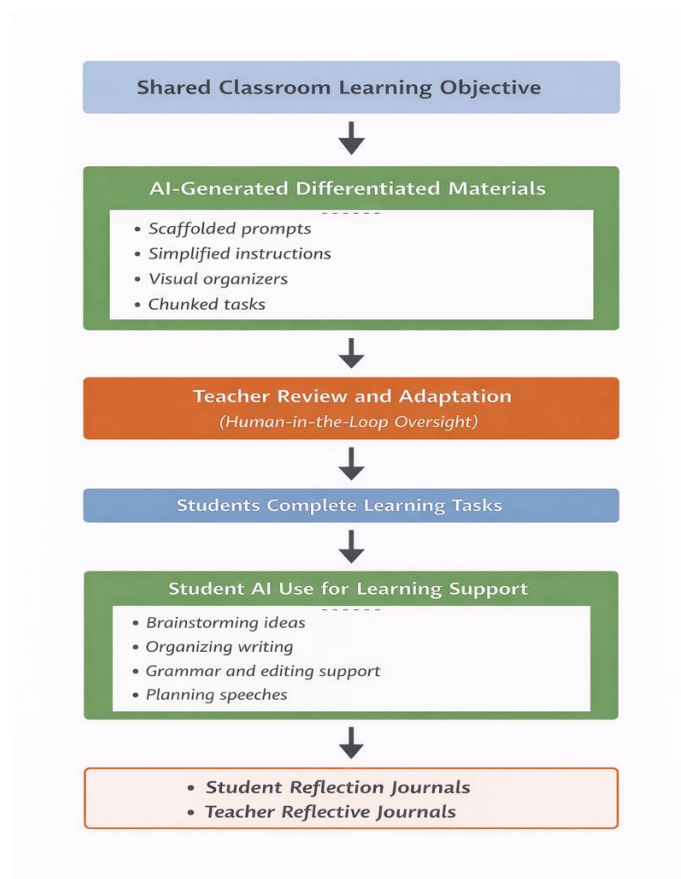 Shared Classroom Learning Objective
AI-Generated Differentiated Materials
• Scaffolded prompts
• Simplified instructions
• Visual organizers
• Chunked tasks
Teacher Review and Adaptation
(Human-in-the-Loop Oversight)
Students Complete Learning Tasks
Student AI Use for Learning Support
• Brainstorming ideas
• Organizing writing
• Grammar and editing support
• Planning speeches
• Student Reflection Journals
• Teacher Reflective Journals